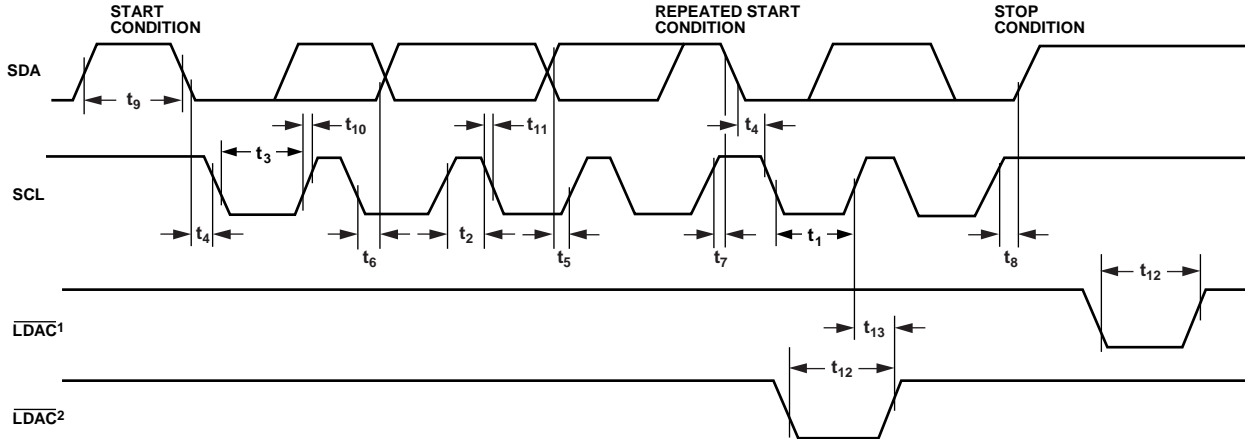 START
CONDITION
REPEATED START
CONDITION
STOP
CONDITION
SDA
t9
t10
t11
t4
t3
SCL
t4
t6
t2
t5
t7
t1
t8
t12
LDAC1
t13
t12
LDAC2